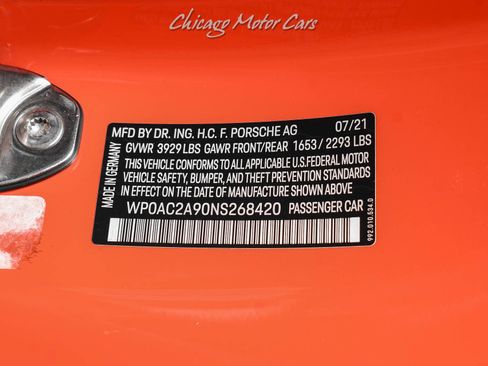 Chicago Motor Cars
MFD BY DR. ING. H.C. F. PORSCHE AG 07/21
GVWR 3929LBS GAWR FRONT/REAR 1653 / 2293 LBS
THIS VEHICLE CONFORMS TO ALL APPLICABLE U.S.FEDERAL MOTOR
VEHICLE SAFETY, BUMPER, AND THEFT PREVENTION STANDARDS
IN EFFECT ON THE DATE OF MANUFACTURE SHOWN ABOVE
WP0AC2A90NS268420 PASSENGER CAR
MADE IN GERMANY
992.010.534.0